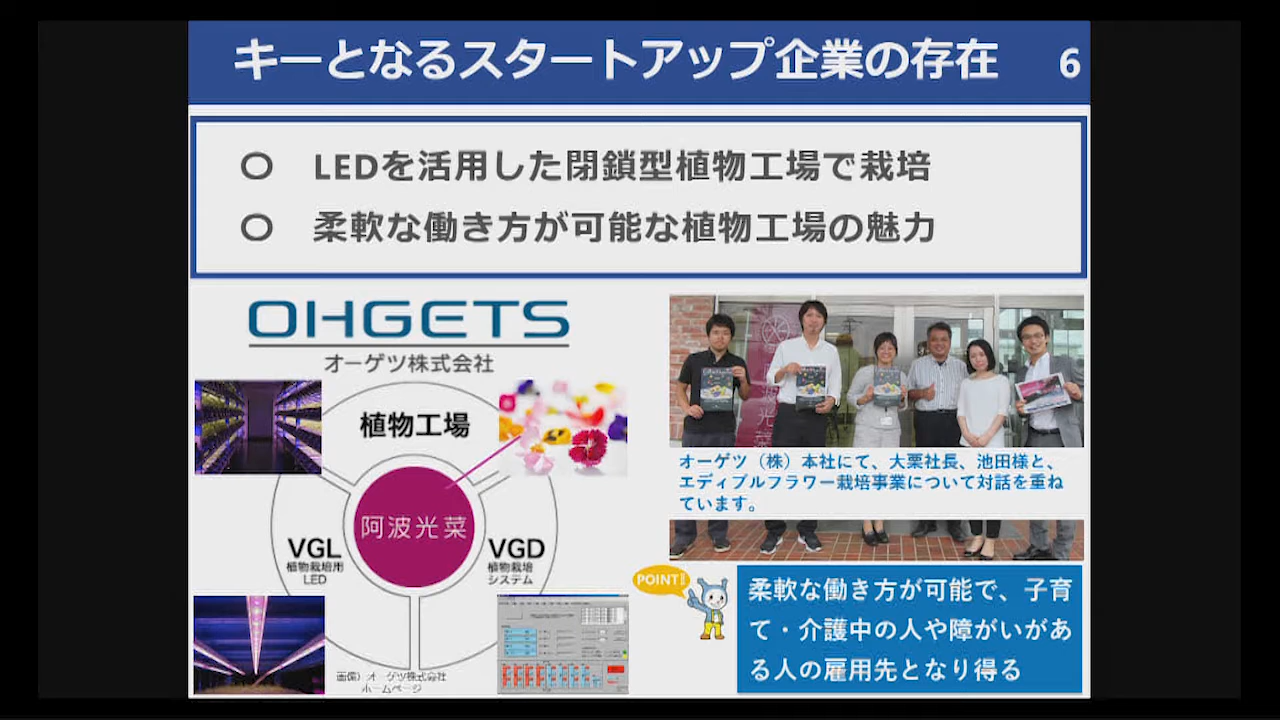 キーとなるスタートアップ企業の存在 6
○ LEDを活用した閉鎖型植物工場で栽培
○ 柔軟な働き方が可能な植物工場の魅力
OHGETS
オーゲツ株式会社
植物工場
阿波光菜
VGL
植物栽培用
LED
VGD
植物栽培
システム
画像）オーゲツ株式会社
ホームページ
オーゲツ（株）本社にて、大栗社長、池田様と、
エディブルフラワー栽培事業について対話を重ね
ています。
POINT!
柔軟な働き方が可能で、子育
て・介護中の人や障がいがあ
る人の雇用先となり得る